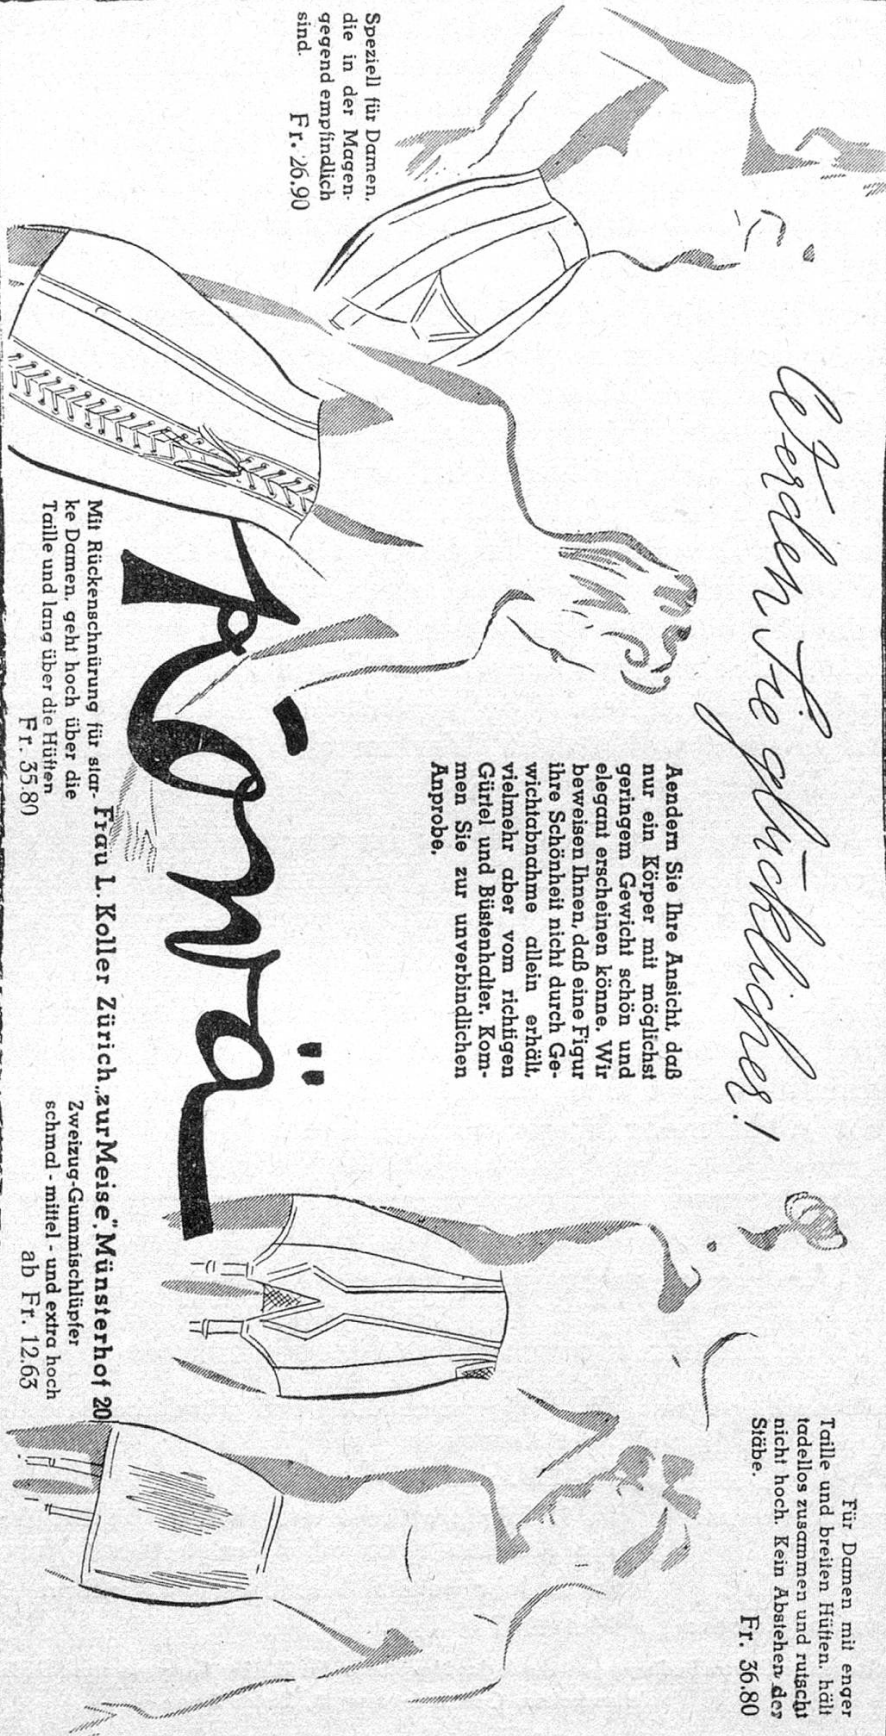 Werden Sie glücklicher!
Speziell für Damen,
die in der Magen-
gegend empfindlich
sind.
Fr. 26.90
Aendern Sie Ihre Ansicht, daß
nur ein Körper mit möglichst
geringem Gewicht schön und
elegant erscheinen könne. Wir
beweisen Ihnen, daß eine Figur
ihre Schönheit nicht durch Ge-
wichtabnahme allein erhält,
vielmehr aber vom richtigen
Gürtel und Büstenhalter. Kom-
men Sie zur unverbindlichen
Anprobe.
Für Damen mit enger
Taille und breiten Hüften, hält
tadellos zusammen und rutscht
nicht hoch. Kein Abstehen der
Stäbe.
Fr. 36.80
Konrä
Mit Rückenschnürung für star-
ke Damen, geht hoch über die
Taille und lang über die Hüften
Fr. 35.80
Frau L. Koller Zürich „zur Meise", Münsterhof 20
Zweizug-Gummischlüpfer
schmal - mittel - und extra hoch
ab Fr. 12.63